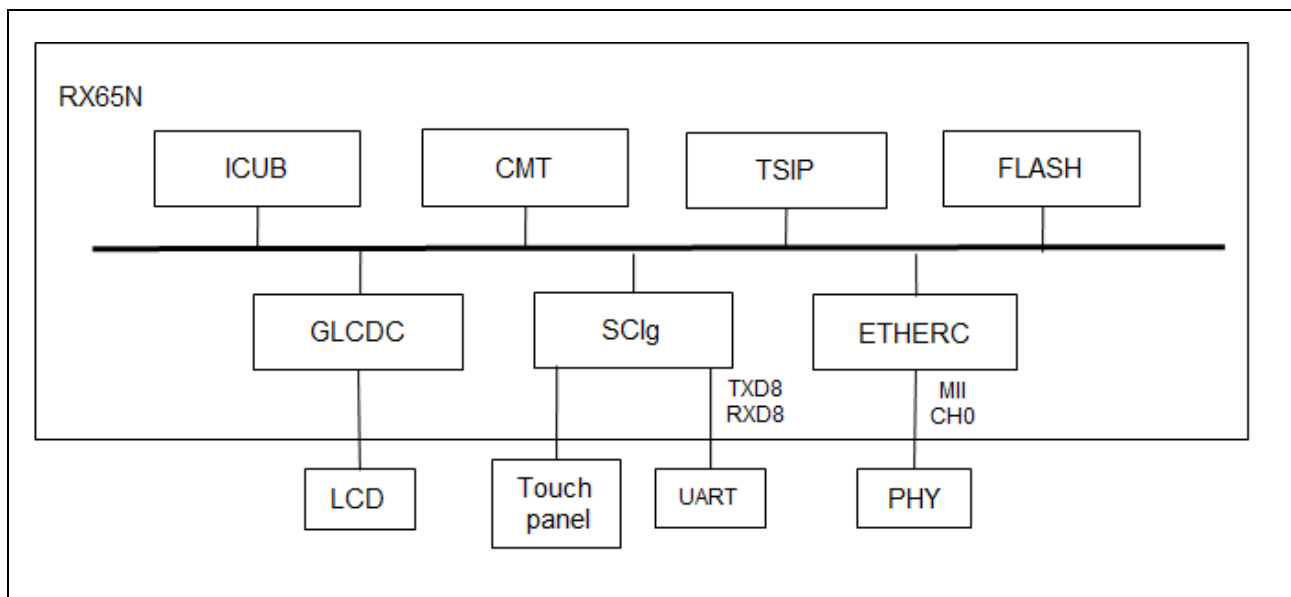 RX65N
ICUB
CMT
TSIP
FLASH
GLCDC
SCIg
ETHERC
TXD8
RXD8
MII
CH0
LCD
Touch
panel
UART
PHY